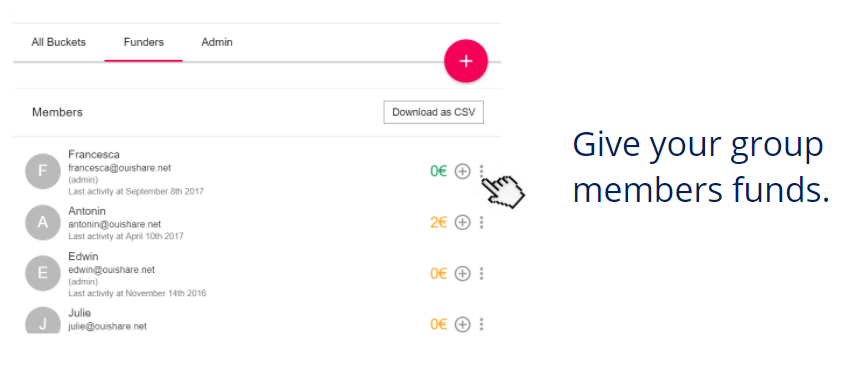 All Buckets Funders Admin
+
Members Download as CSV
F Francesca
francesca@ouishare.net 0€
(admin)
Last activity at September 8th 2017
A Antonin
antonin@ouishare.net 2€
Last activity at April 10th 2017
E Edwin
edwin@ouishare.net 0€
(admin)
Last activity at November 14th 2016
J Julie
julie@ouishare.net 0€
Give your group
members funds.